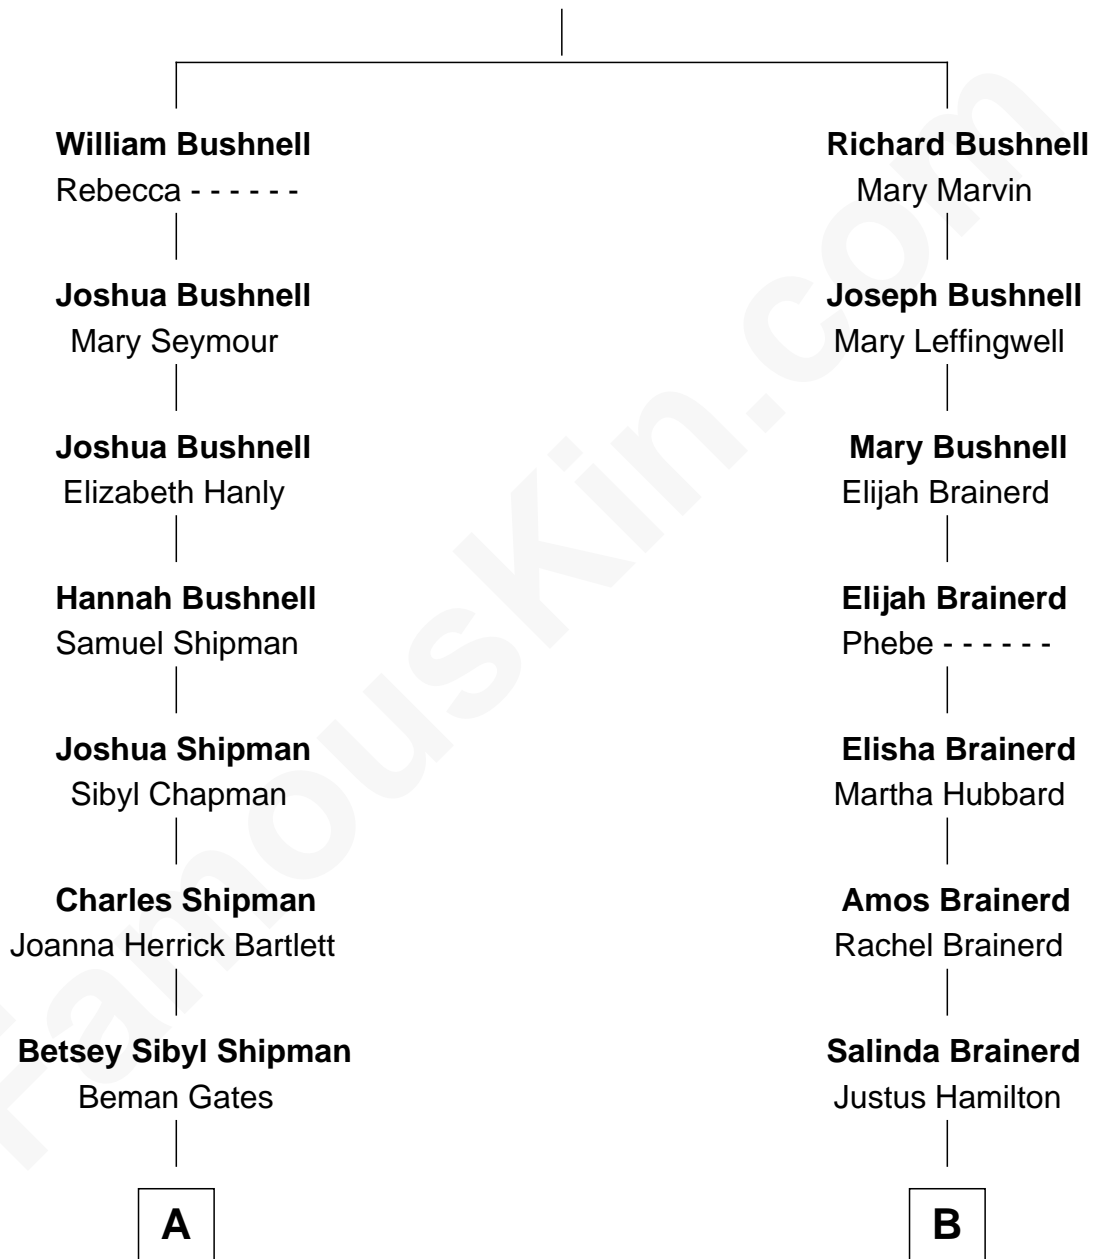 William Bushnell
Rebecca - - - - - -
Joshua Bushnell
Mary Seymour
Joshua Bushnell
Elizabeth Hanly
Hannah Bushnell
Samuel Shipman
Joshua Shipman
Sibyl Chapman
Charles Shipman
Joanna Herrick Bartlett
Betsey Sibyl Shipman
Beman Gates
A
Richard Bushnell
Mary Marvin
Joseph Bushnell
Mary Leffingwell
Mary Bushnell
Elijah Brainerd
Elijah Brainerd
Phebe - - - - - -
Elisha Brainerd
Martha Hubbard
Amos Brainerd
Rachel Brainerd
Salinda Brainerd
Justus Hamilton
B
FamousKin.com